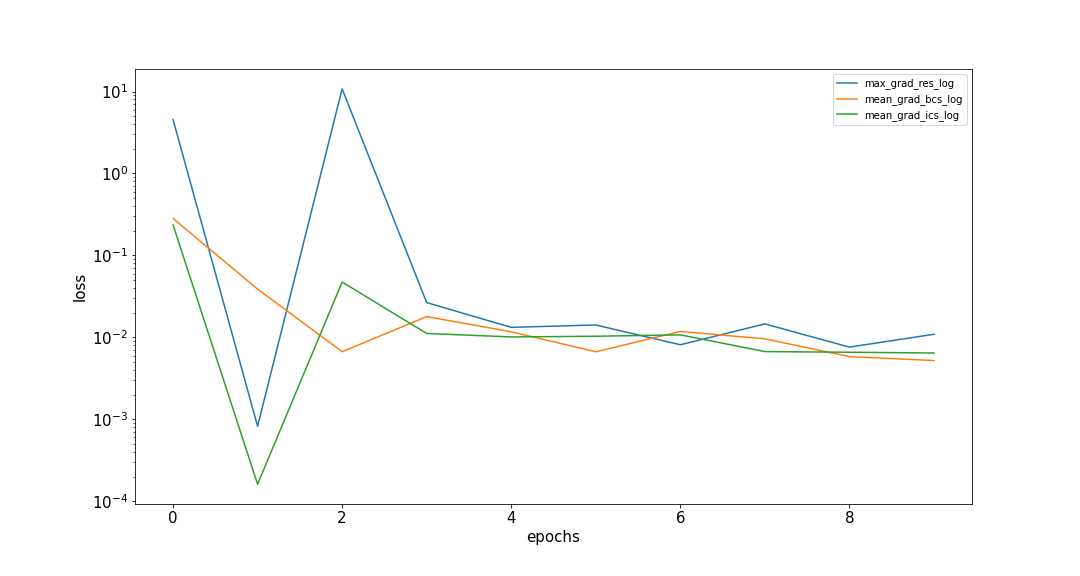 max_grad_res_log
mean_grad_bcs_log
mean_grad_ics_log
10¹
10⁰
10⁻¹
10⁻²
10⁻³
10⁻⁴
loss
0 2 4 6 8
epochs